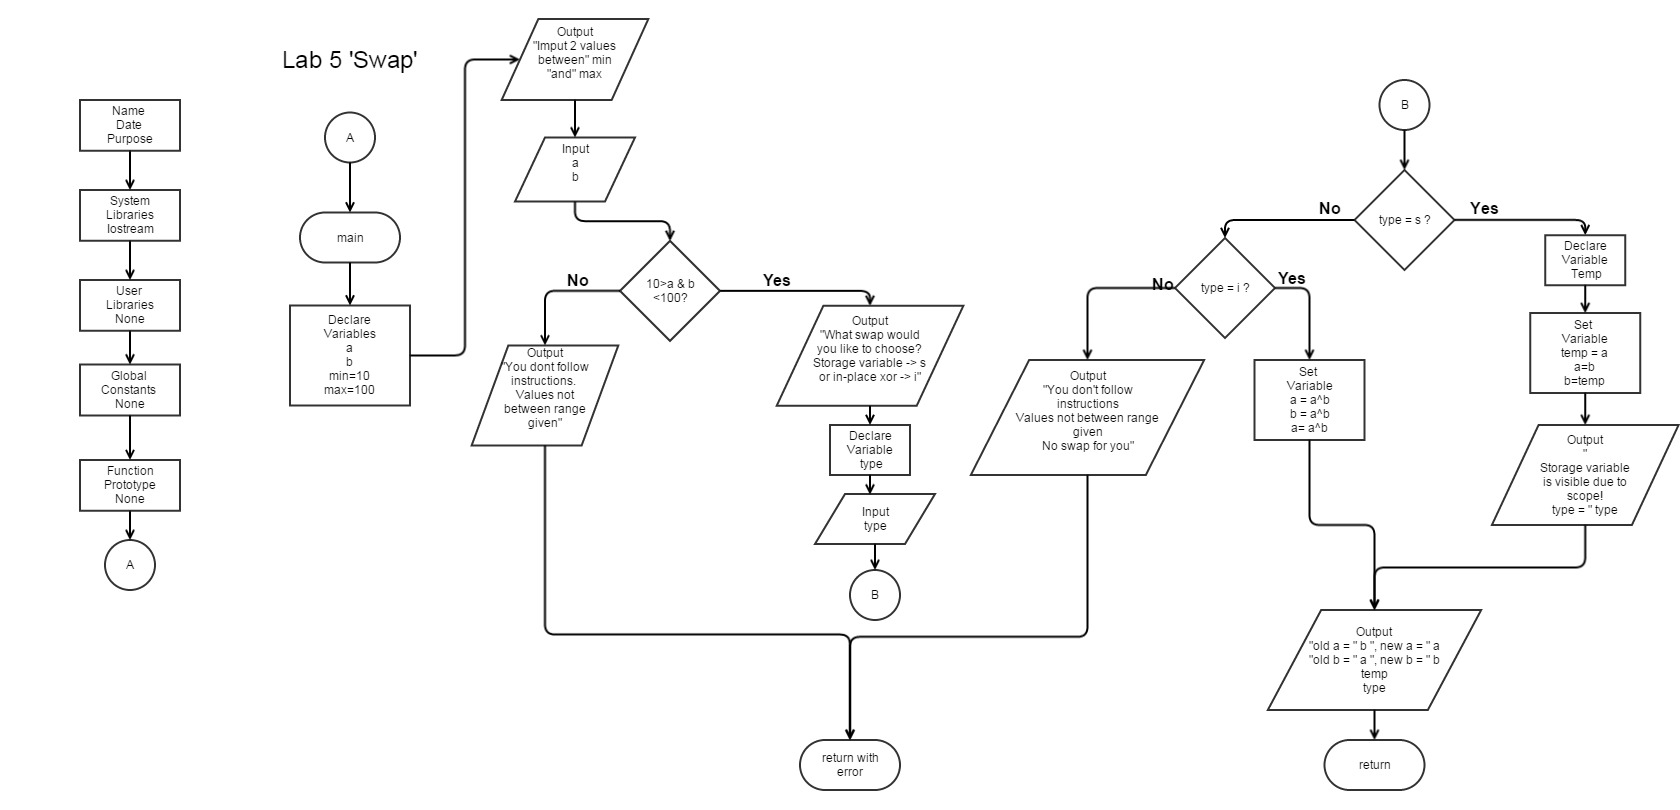 Lab 5 'Swap'
Name
Date
Purpose
System
Libraries
Iostream
User
Libraries
None
Global
Constants
None
Function
Prototype
None
A
A
main
Declare
Variables
a
b
min=10
max=100
Output
"Imput 2 values
between" min
"and" max
Input
a
b
10>a & b
<100?
No
Yes
Output
"You dont follow
instructions.
Values not
between range
given"
Output
"What swap would
you like to choose?
Storage variable -> s
or in-place xor -> i"
Declare
Variable
type
Input
type
B
B
type = s ?
No
Yes
type = i ?
No
Yes
Output
"You don't follow
instructions
Values not between range
given
No swap for you"
Set
Variable
a = a^b
b = a^b
a= a^b
Declare
Variable
Temp
Set
Variable
temp = a
a=b
b=temp
Output
"
Storage variable
is visible due to
scope!
type = " type
Output
"old a = " b ", new a = " a
"old b = " a ", new b = " b
temp
type
return with
error
return